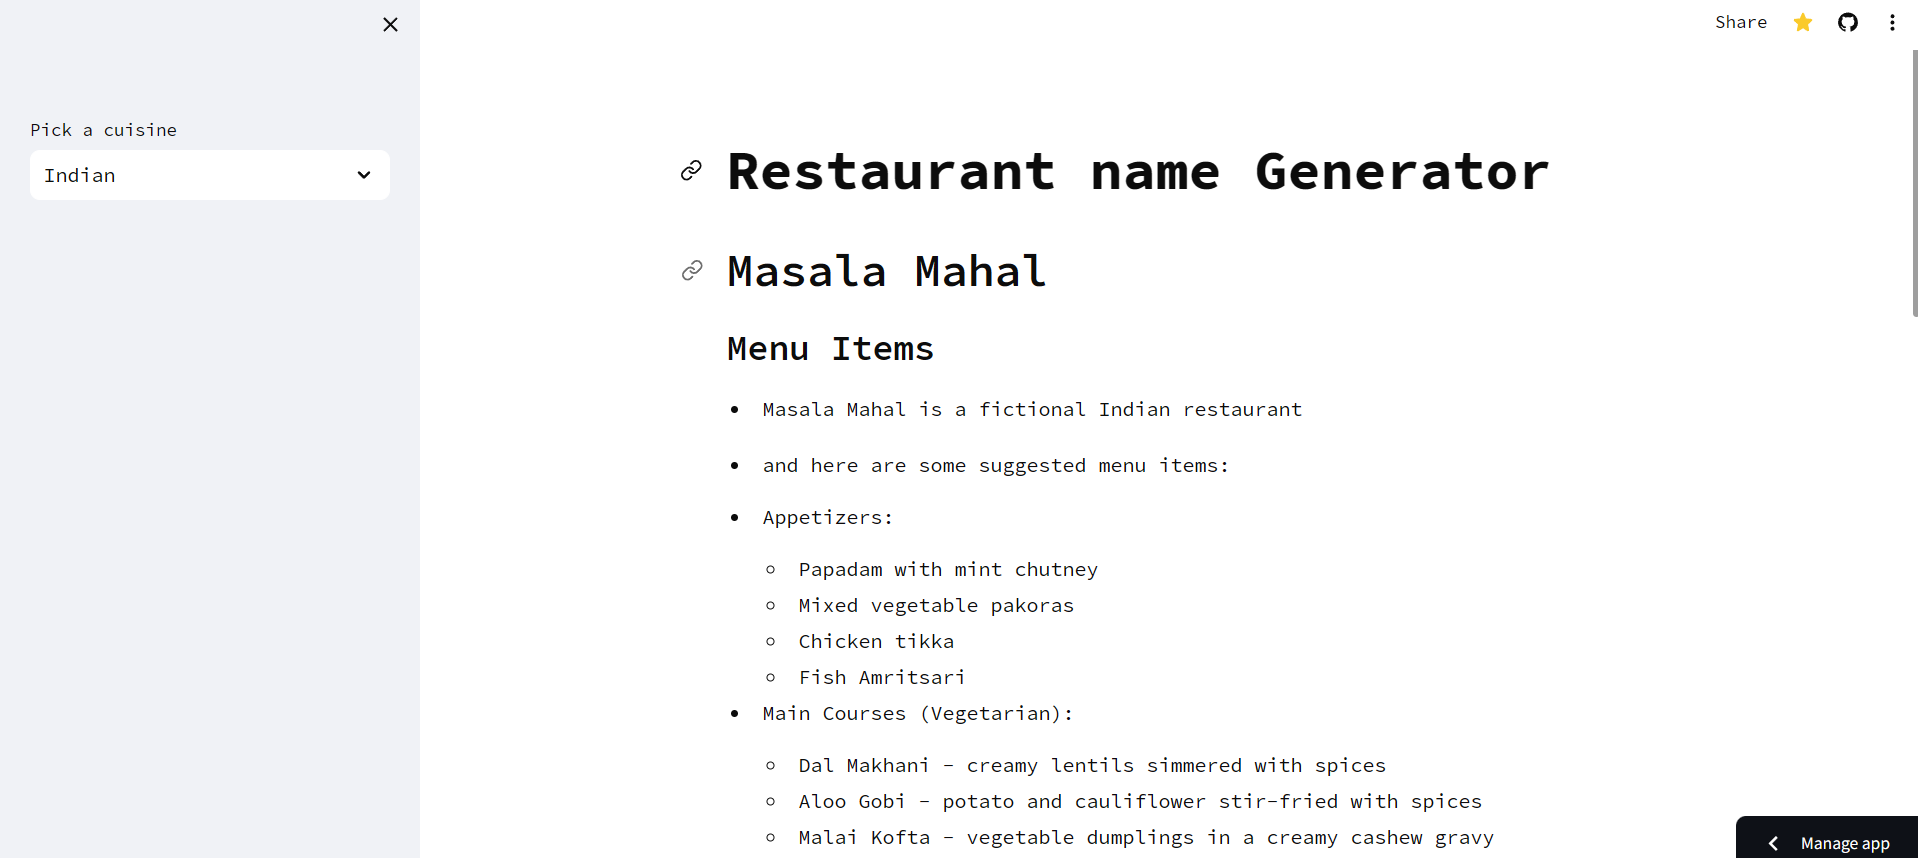 Share
Pick a cuisine
Indian
Restaurant name Generator
Masala Mahal
Menu Items
Masala Mahal is a fictional Indian restaurant
and here are some suggested menu items:
Appetizers:
Papadam with mint chutney
Mixed vegetable pakoras
Chicken tikka
Fish Amritsari
Main Courses (Vegetarian):
Dal Makhani - creamy lentils simmered with spices
Aloo Gobi - potato and cauliflower stir-fried with spices
Malai Kofta - vegetable dumplings in a creamy cashew gravy
Manage app